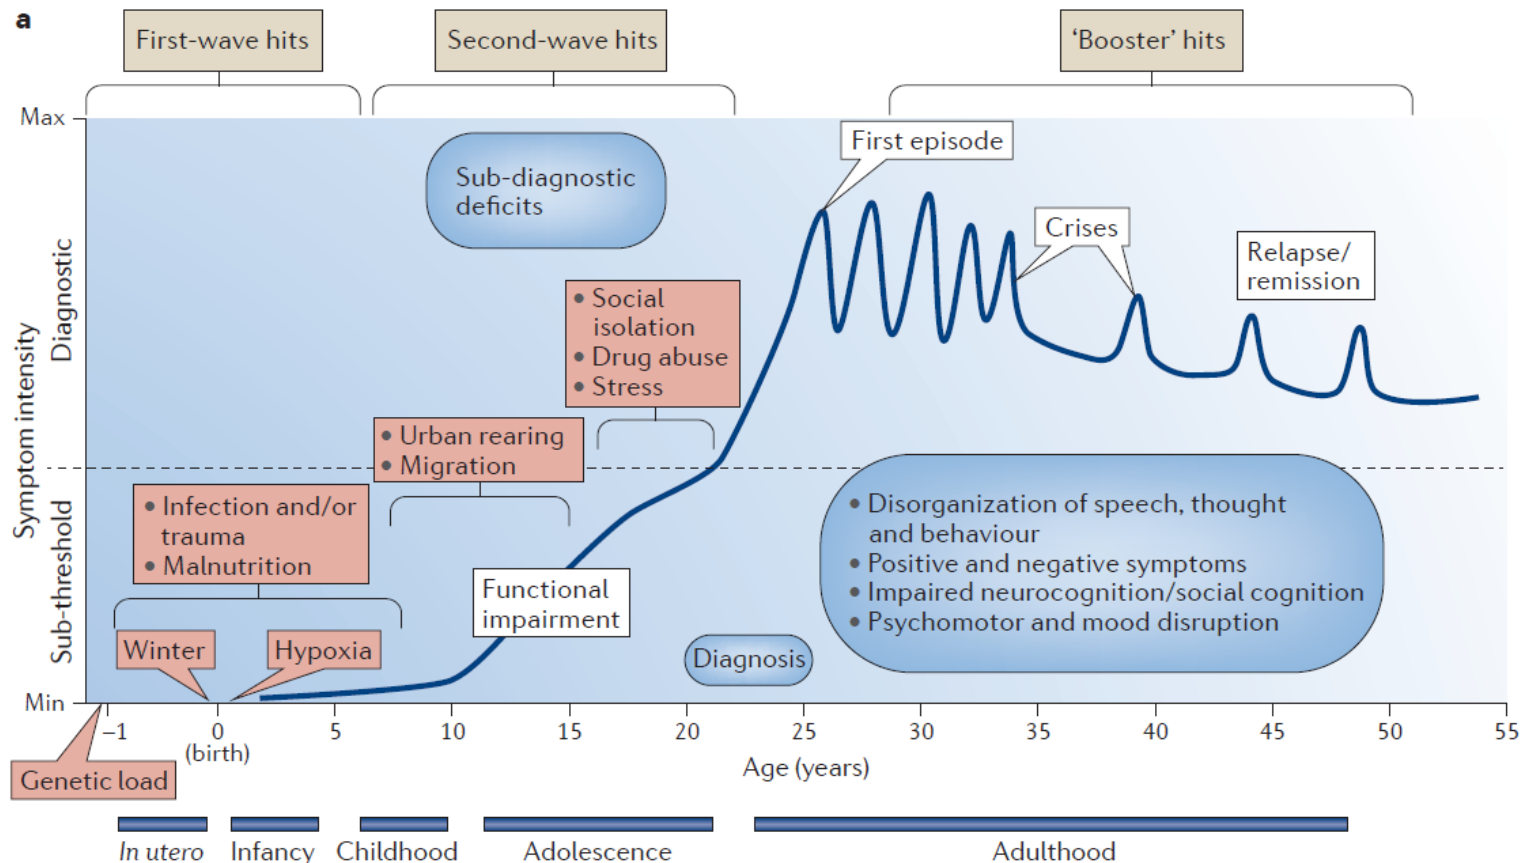 a
First-wave hits
Second-wave hits
‘Booster’ hits
Max
Symptom intensity
Diagnostic
Sub-threshold
Min
Sub-diagnostic
deficits
First episode
Crises
Relapse/
remission
• Social
isolation
• Drug abuse
• Stress
• Urban rearing
• Migration
• Infection and/or
trauma
• Malnutrition
Winter
Hypoxia
Genetic load
Functional
impairment
Diagnosis
• Disorganization of speech, thought
and behaviour
• Positive and negative symptoms
• Impaired neurocognition/social cognition
• Psychomotor and mood disruption
–1 0 5 10 15 20 25 30 35 40 45 50 55
(birth)
Age (years)
In utero Infancy Childhood Adolescence Adulthood